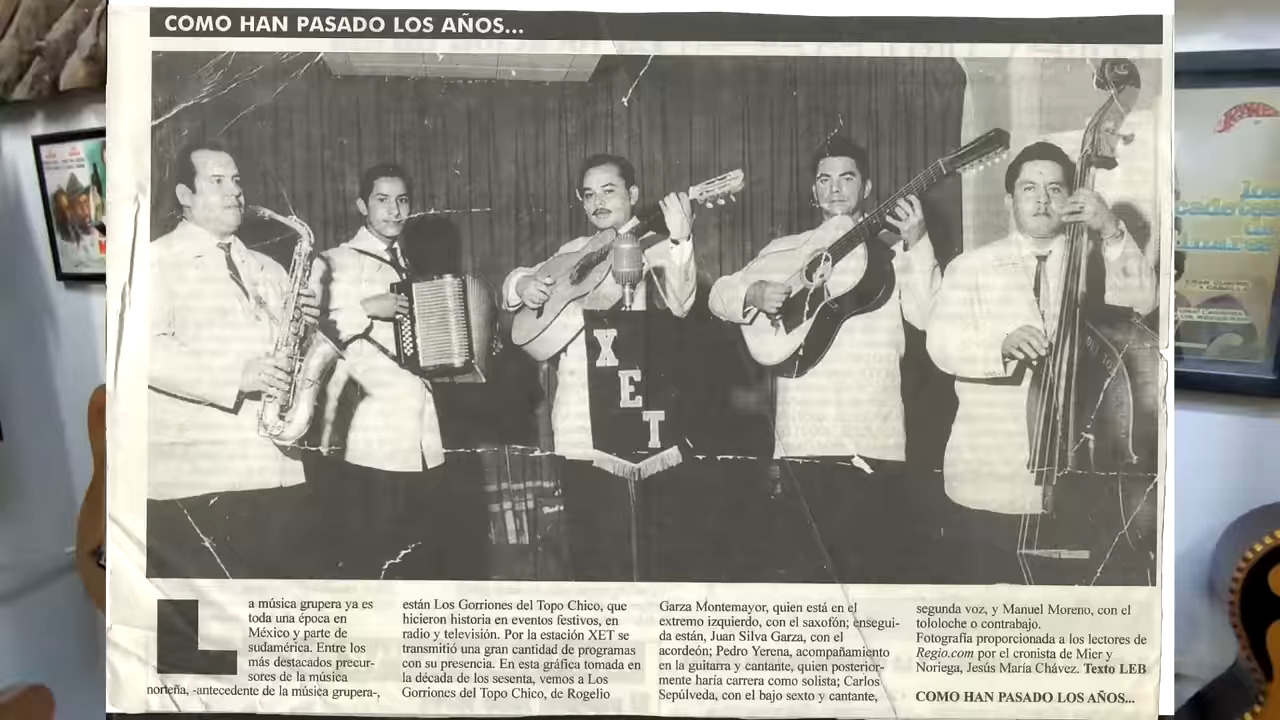 COMO HAN PASADO LOS AÑOS...
X
E
T
La música grupera ya es
toda una época en
México y parte de
sudamérica. Entre los
más destacados precur-
sores de la música
norteña, -antecedente de la música grupera-,
están Los Gorriones del Topo Chico, que
hicieron historia en eventos festivos, en
radio y televisión. Por la estación XET se
transmitió una gran cantidad de programas
con su presencia. En esta gráfica tomada en
la década de los sesenta, vemos a Los
Gorriones del Topo Chico, de Rogelio
Garza Montemayor, quien está en el
extremo izquierdo, con el saxofón; ensegui-
da están, Juan Silva Garza, con el
acordeón; Pedro Yerena, acompañamiento
en la guitarra y cantante, quien posterior-
mente haría carrera como solista; Carlos
Sepúlveda, con el bajo sexto y cantante,
segunda voz, y Manuel Moreno, con el
tololoche o contrabajo.
Fotografía proporcionada a los lectores de
Regio.com por el cronista de Mier y
Noriega, Jesús María Chávez. Texto LEB
COMO HAN PASADO LOS AÑOS...